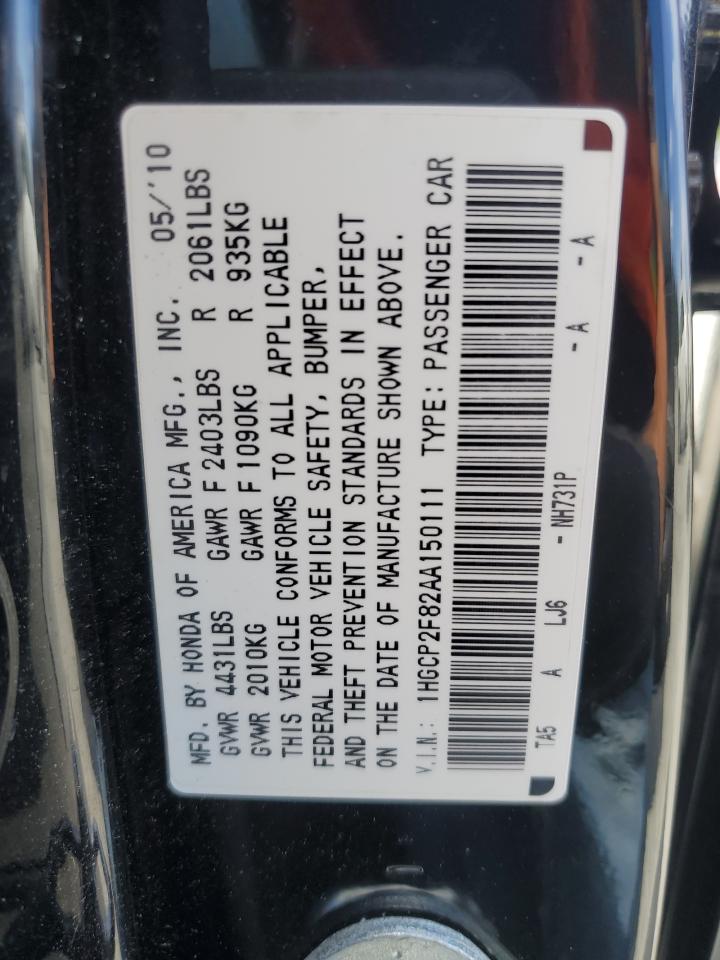 MFD. BY HONDA OF AMERICA MFG., INC. 05/'10
GVWR 4431LBS GAWR F 2403LBS R 2061LBS
GVWR 2010KG GAWR F 1090KG R 935KG
THIS VEHICLE CONFORMS TO ALL APPLICABLE
FEDERAL MOTOR VEHICLE SAFETY, BUMPER,
AND THEFT PREVENTION STANDARDS IN EFFECT
ON THE DATE OF MANUFACTURE SHOWN ABOVE.
V.I.N.: 1HGCP2F82AA150111 TYPE: PASSENGER CAR
TA5 A LJ6 - NH731P - A - A